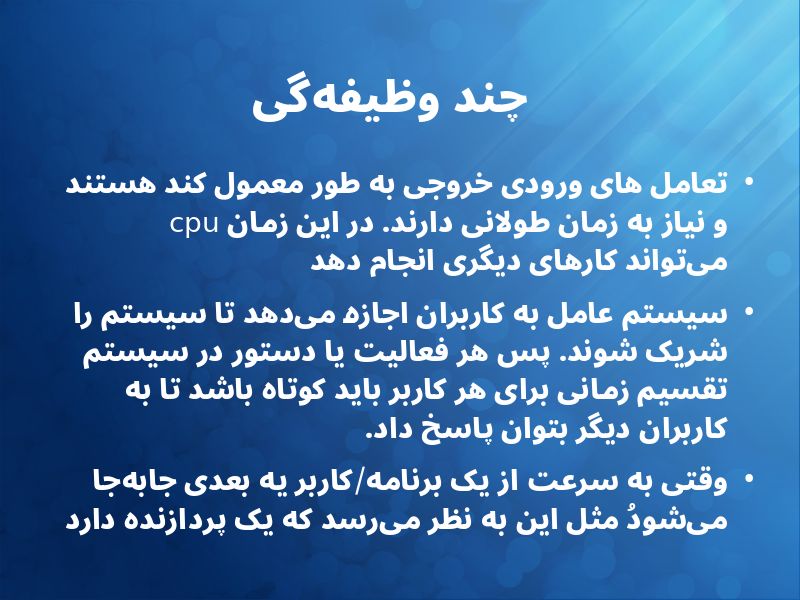 چند وظیفه‌گی
• تعامل های ورودی خروجی به طور معمول کند هستند
و نیاز به زمان طولانی دارند. در این زمان cpu
می‌تواند کارهای دیگری انجام دهد
• سیستم عامل به کاربران اجازه می‌دهد تا سیستم را
شریک شوند. پس هر فعالیت یا دستور در سیستم
تقسیم زمانی برای هر کاربر باید کوتاه باشد تا به
کاربران دیگر بتوان پاسخ داد.
• وقتی به سرعت از یک برنامه/کاربر یه بعدی جابه‌جا
می‌شودُ مثل این به نظر می‌رسد که یک پردازنده دارد